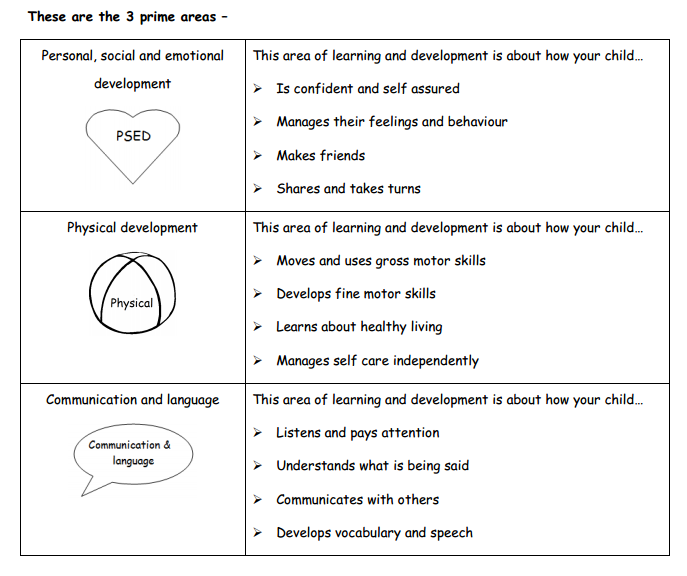 These are the 3 prime areas –
Personal, social and emotional
development
PSED
This area of learning and development is about how your child…
➢ Is confident and self assured
➢ Manages their feelings and behaviour
➢ Makes friends
➢ Shares and takes turns
Physical development
Physical
This area of learning and development is about how your child…
➢ Moves and uses gross motor skills
➢ Develops fine motor skills
➢ Learns about healthy living
➢ Manages self care independently
Communication and language
Communication &
language
This area of learning and development is about how your child…
➢ Listens and pays attention
➢ Understands what is being said
➢ Communicates with others
➢ Develops vocabulary and speech